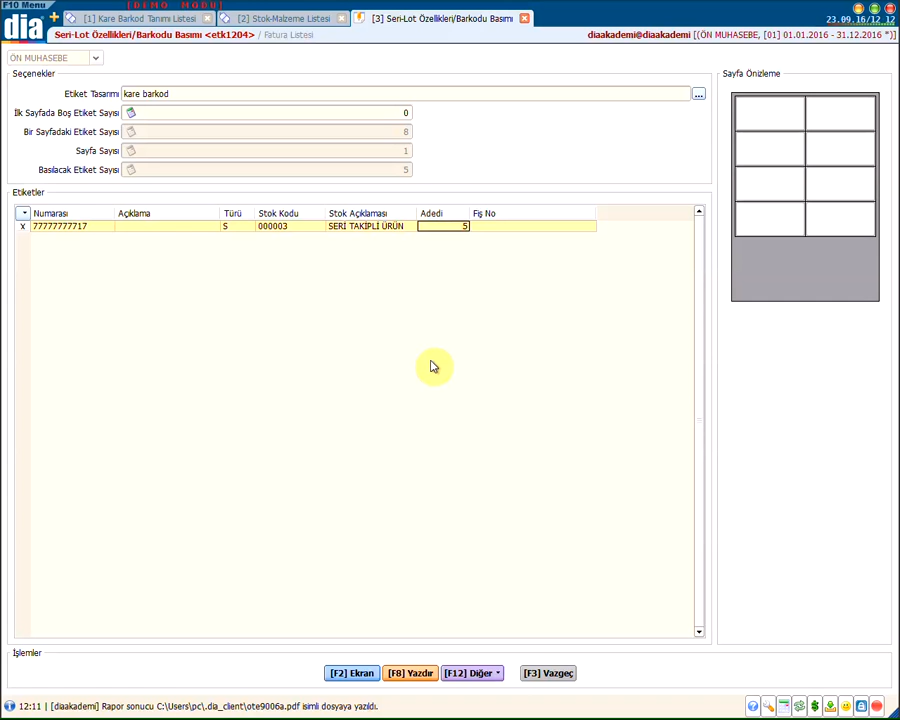 F10 Menu
[ D E M O   M O D U ]
dia
[1] Kare Barkod Tanımı Listesi
[2] Stok-Malzeme Listesi
[3] Seri-Lot Özellikleri/Barkodu Basımı
23.09.16/12 12
Seri-Lot Özellikleri/Barkodu Basımı <etk1204> / Fatura Listesi
diaakademi@diaakademi [(ÖN MUHASEBE, [01] 01.01.2016 - 31.12.2016 ")]
ÖN MUHASEBE
Seçenekler
Etiket Tasarımı kare barkod ...
İlk Sayfada Boş Etiket Sayısı 0
Bir Sayfadaki Etiket Sayısı 8
Sayfa Sayısı 1
Basılacak Etiket Sayısı 5
Sayfa Önizleme
Etiketler
Numarası Açıklama Türü Stok Kodu Stok Açıklaması Adedi Fiş No
X 77777777717 S 000003 SERİ TAKİPLİ ÜRÜN 5
İşlemler
[F2] Ekran [F8] Yazdır [F12] Diğer [F3] Vazgeç
12:11 | [diaakademi] Rapor sonucu C:\Users\pc\.dia_client\ote9006a.pdf isimli dosyaya yazıldı.